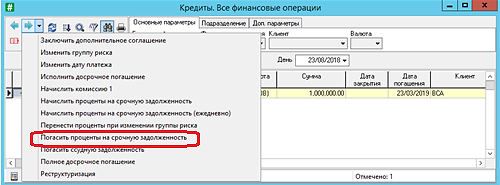 Кредиты. Все финансовые операции
Основные параметры Подразделение Доп. параметры
Клиент Валюта
День 23/08/2018
Заключить дополнительное соглашение
Изменить группу риска
Изменить дату платежа
Исполнить досрочное погашение
Начислить комиссию 1
Начислить проценты на срочную задолженность
Начислить проценты на срочную задолженность (ежедневно)
Перенести проценты при изменении группы риска
Погасить проценты на срочную задолженность
Погасить ссудную задолженность
Полное досрочное погашение
Реструктуризация
Сумма Дата закрытия Дата погашения Клиент
1,000,000.00 23/03/2019 ВСА
Отмечено: 1